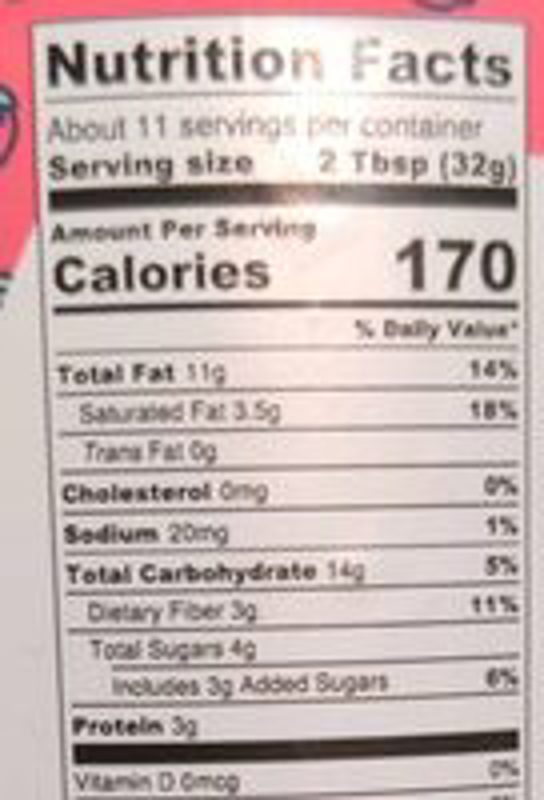 Nutrition Facts
About 11 servings per container
Serving size 2 Tbsp (32g)
Amount Per Serving
Calories 170
% Daily Value*
Total Fat 11g 14%
Saturated Fat 3.5g 18%
Trans Fat 0g
Cholesterol 0mg 0%
Sodium 20mg 1%
Total Carbohydrate 14g 5%
Dietary Fiber 3g 11%
Total Sugars 4g
Includes 3g Added Sugars 6%
Protein 3g
Vitamin D 0mcg 0%